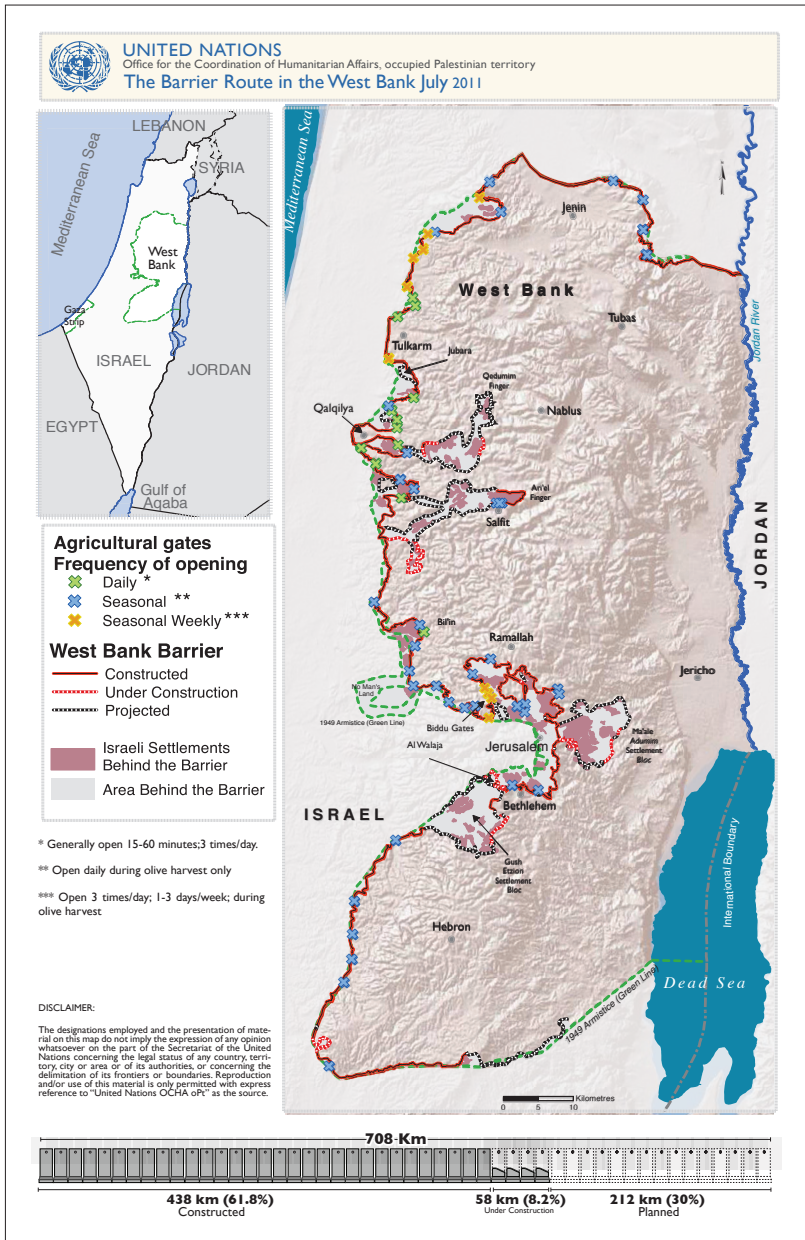 UNITED NATIONS
Office for the Coordination of Humanitarian Affairs, occupied Palestinian territory
The Barrier Route in the West Bank July 2011
LEBANON
SYRIA
Mediterranean Sea
West
Bank
Gaza
Strip
ISRAEL
JORDAN
EGYPT
Gulf of
Aqaba
Agricultural gates
Frequency of opening
Daily *
Seasonal **
Seasonal Weekly ***
West Bank Barrier
Constructed
Under Construction
Projected
Israeli Settlements
Behind the Barrier
Area Behind the Barrier
* Generally open 15-60 minutes;3 times/day.
** Open daily during olive harvest only
*** Open 3 times/day; 1-3 days/week; during
olive harvest
DISCLAIMER:
The designations employed and the presentation of mate-
rial on this map do not imply the expression of any opinion
whatsoever on the part of the Secretariat of the United
Nations concerning the legal status of any country, terri-
tory, city or area or of its authorities, or concerning the
delimitation of its frontiers or boundaries. Reproduction
and/or use of this material is only permitted with express
reference to "United Nations OCHA oPt" as the source.
Mediterranean Sea
Jenin
West Bank
Tubas
Jordan River
Tulkarm
Jubara
Qedumim
Finger
Qalqilya
Nablus
Ari'el
Finger
Salfit
JORDAN
Bil'in
Ramallah
Jericho
No Man's
Land
1949 Armistice (Green Line)
Biddu Gates
Jerusalem
Ma'ale
Adumim
Settlement
Bloc
Al Walaja
ISRAEL
Bethlehem
Gush
Etzion
Settlement
Bloc
International Boundary
Hebron
Dead Sea
1949 Armistice (Green Line)
Kilometres
0 5 10
708 Km
438 km (61.8%)
Constructed
58 km (8.2%)
Under Construction
212 km (30%)
Planned